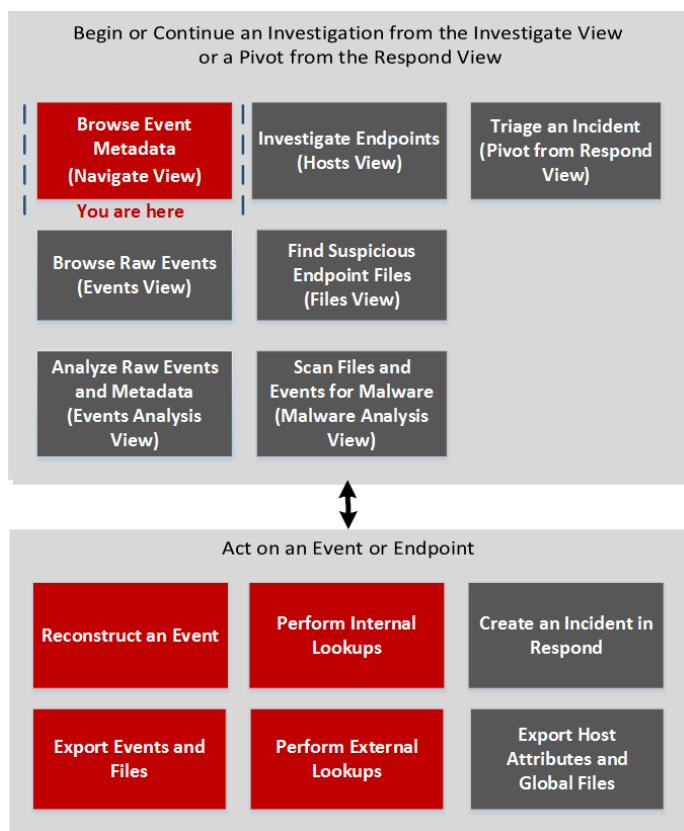 Begin or Continue an Investigation from the Investigate View
or a Pivot from the Respond View
Browse Event
Metadata
(Navigate View)
You are here
Investigate Endpoints
(Hosts View)
Triage an Incident
(Pivot from Respond
View)
Browse Raw Events
(Events View)
Find Suspicious
Endpoint Files
(Files View)
Analyze Raw Events
and Metadata
(Events Analysis
View)
Scan Files and
Events for Malware
(Malware Analysis
View)
Act on an Event or Endpoint
Reconstruct an Event
Perform Internal
Lookups
Create an Incident in
Respond
Export Events and
Files
Perform External
Lookups
Export Host
Attributes and
Global Files